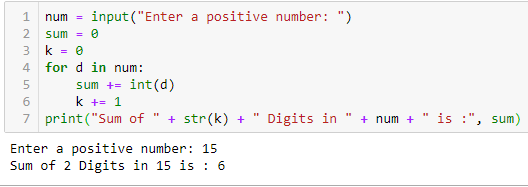 1 num = input("Enter a positive number: ")
2 sum = 0
3 k = 0
4 for d in num:
5     sum += int(d)
6     k += 1
7 print("Sum of " + str(k) + " Digits in " + num + " is :", sum)
Enter a positive number: 15
Sum of 2 Digits in 15 is : 6